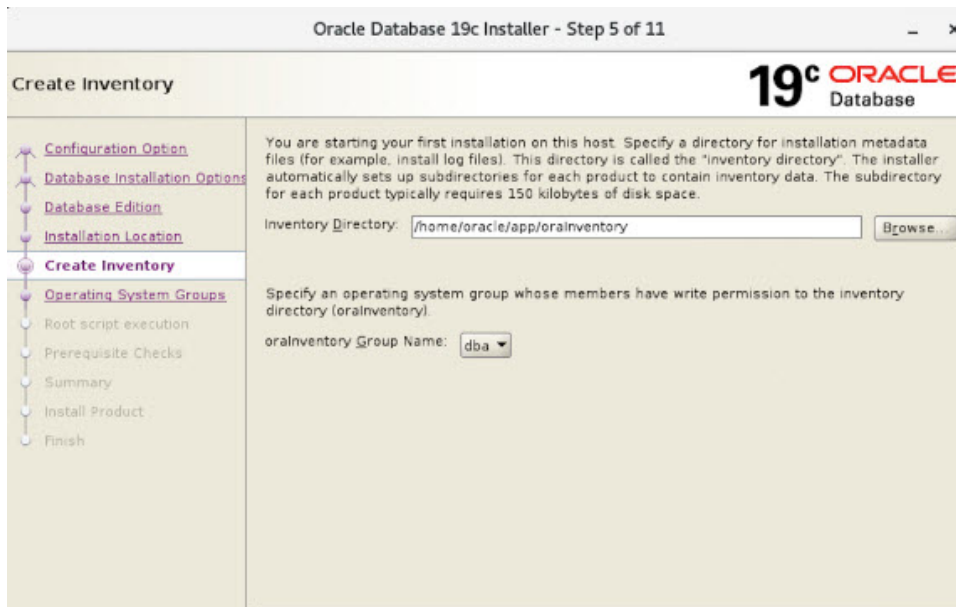 Oracle Database 19c Installer - Step 5 of 11
Create Inventory
19c ORACLE
Database
Configuration Option
Database Installation Options
Database Edition
Installation Location
Create Inventory
Operating System Groups
Root script execution
Prerequisite Checks
Summary
Install Product
Finish
You are starting your first installation on this host. Specify a directory for installation metadata
files (for example, install log files). This directory is called the "inventory directory". The installer
automatically sets up subdirectories for each product to contain inventory data. The subdirectory
for each product typically requires 150 kilobytes of disk space.
Inventory Directory: /home/oracle/app/oraInventory Browse...
Specify an operating system group whose members have write permission to the inventory
directory (oraInventory).
oraInventory Group Name: dba